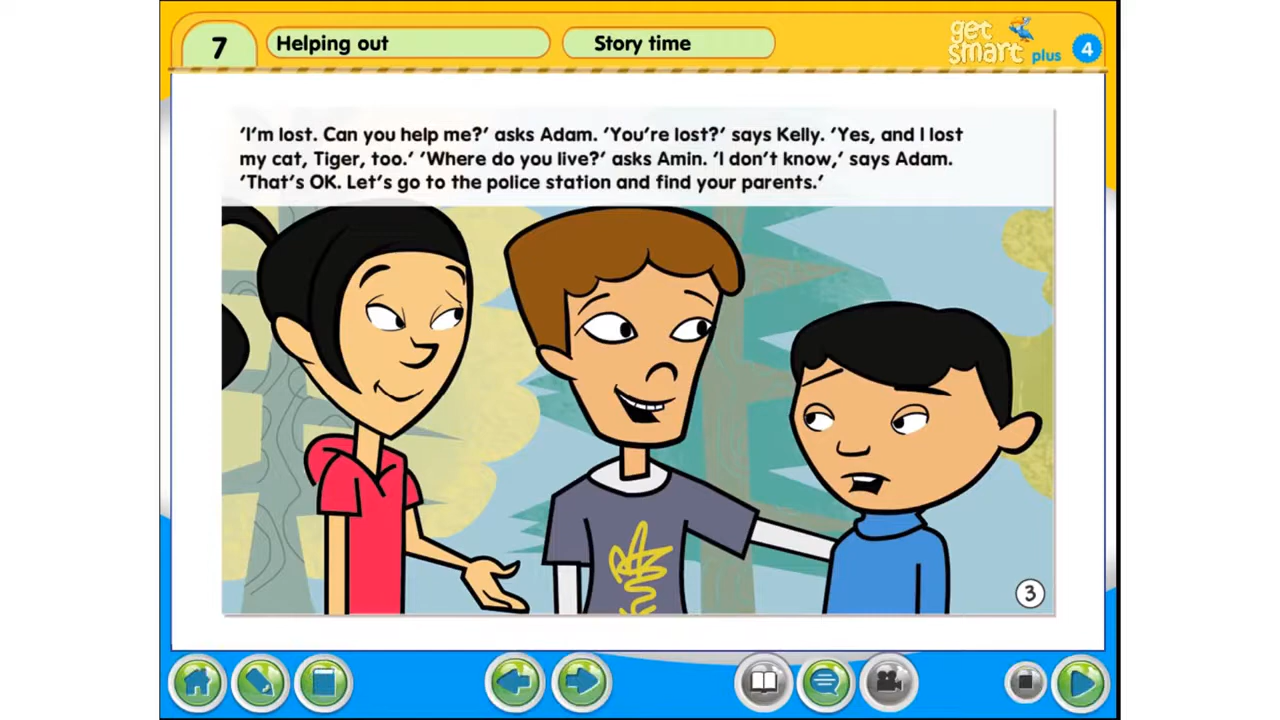 7
Helping out
Story time
get
smart plus 4
‘I’m lost. Can you help me?’ asks Adam. ‘You’re lost?’ says Kelly. ‘Yes, and I lost
my cat, Tiger, too.’ ‘Where do you live?’ asks Amin. ‘I don’t know,’ says Adam.
‘That’s OK. Let’s go to the police station and find your parents.’
3